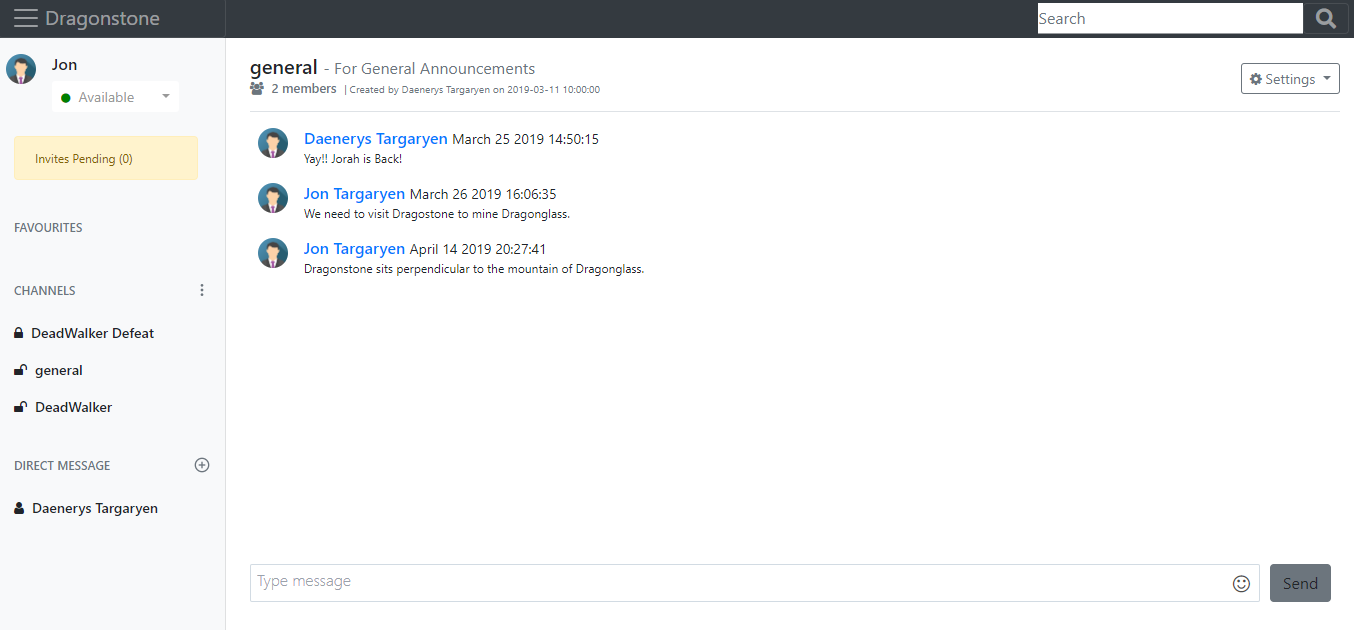 Dragonstone
Search
Jon
Available
Invites Pending (0)
FAVOURITES
CHANNELS
DeadWalker Defeat
general
DeadWalker
DIRECT MESSAGE
Daenerys Targaryen
general - For General Announcements
2 members | Created by Daenerys Targaryen on 2019-03-11 10:00:00
Settings
Daenerys Targaryen March 25 2019 14:50:15
Yay!! Jorah is Back!
Jon Targaryen March 26 2019 16:06:35
We need to visit Dragostone to mine Dragonglass.
Jon Targaryen April 14 2019 20:27:41
Dragonstone sits perpendicular to the mountain of Dragonglass.
Type message
Send